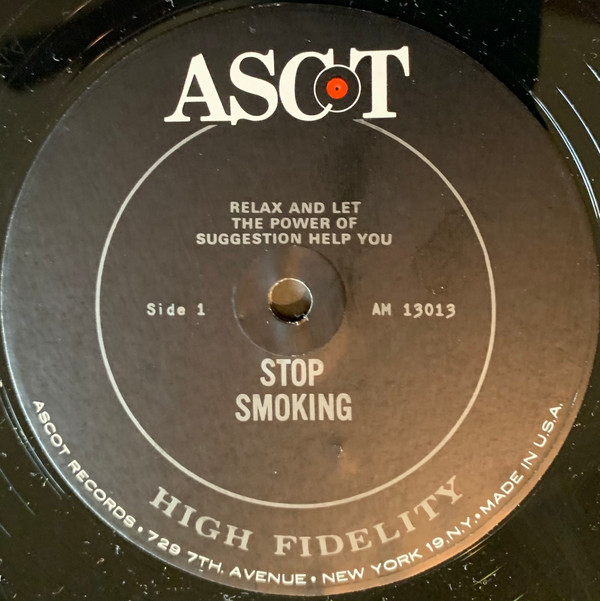 ASCOT
RELAX AND LET
THE POWER OF
SUGGESTION HELP YOU
Side 1
AM 13013
STOP
SMOKING
HIGH FIDELITY
ASCOT RECORDS • 729 7TH. AVENUE • NEW YORK 19, N.Y. • MADE IN U.S.A.